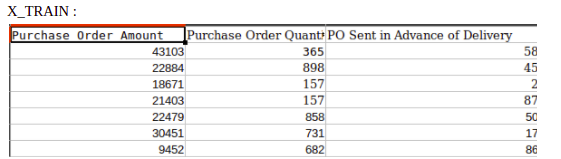 X_TRAIN :
Purchase Order Amount Purchase Order Quant PO Sent in Advance of Delivery
43103 365 58
22884 898 45
18671 157 2
21403 157 87
22479 858 50
30451 731 17
9452 682 86